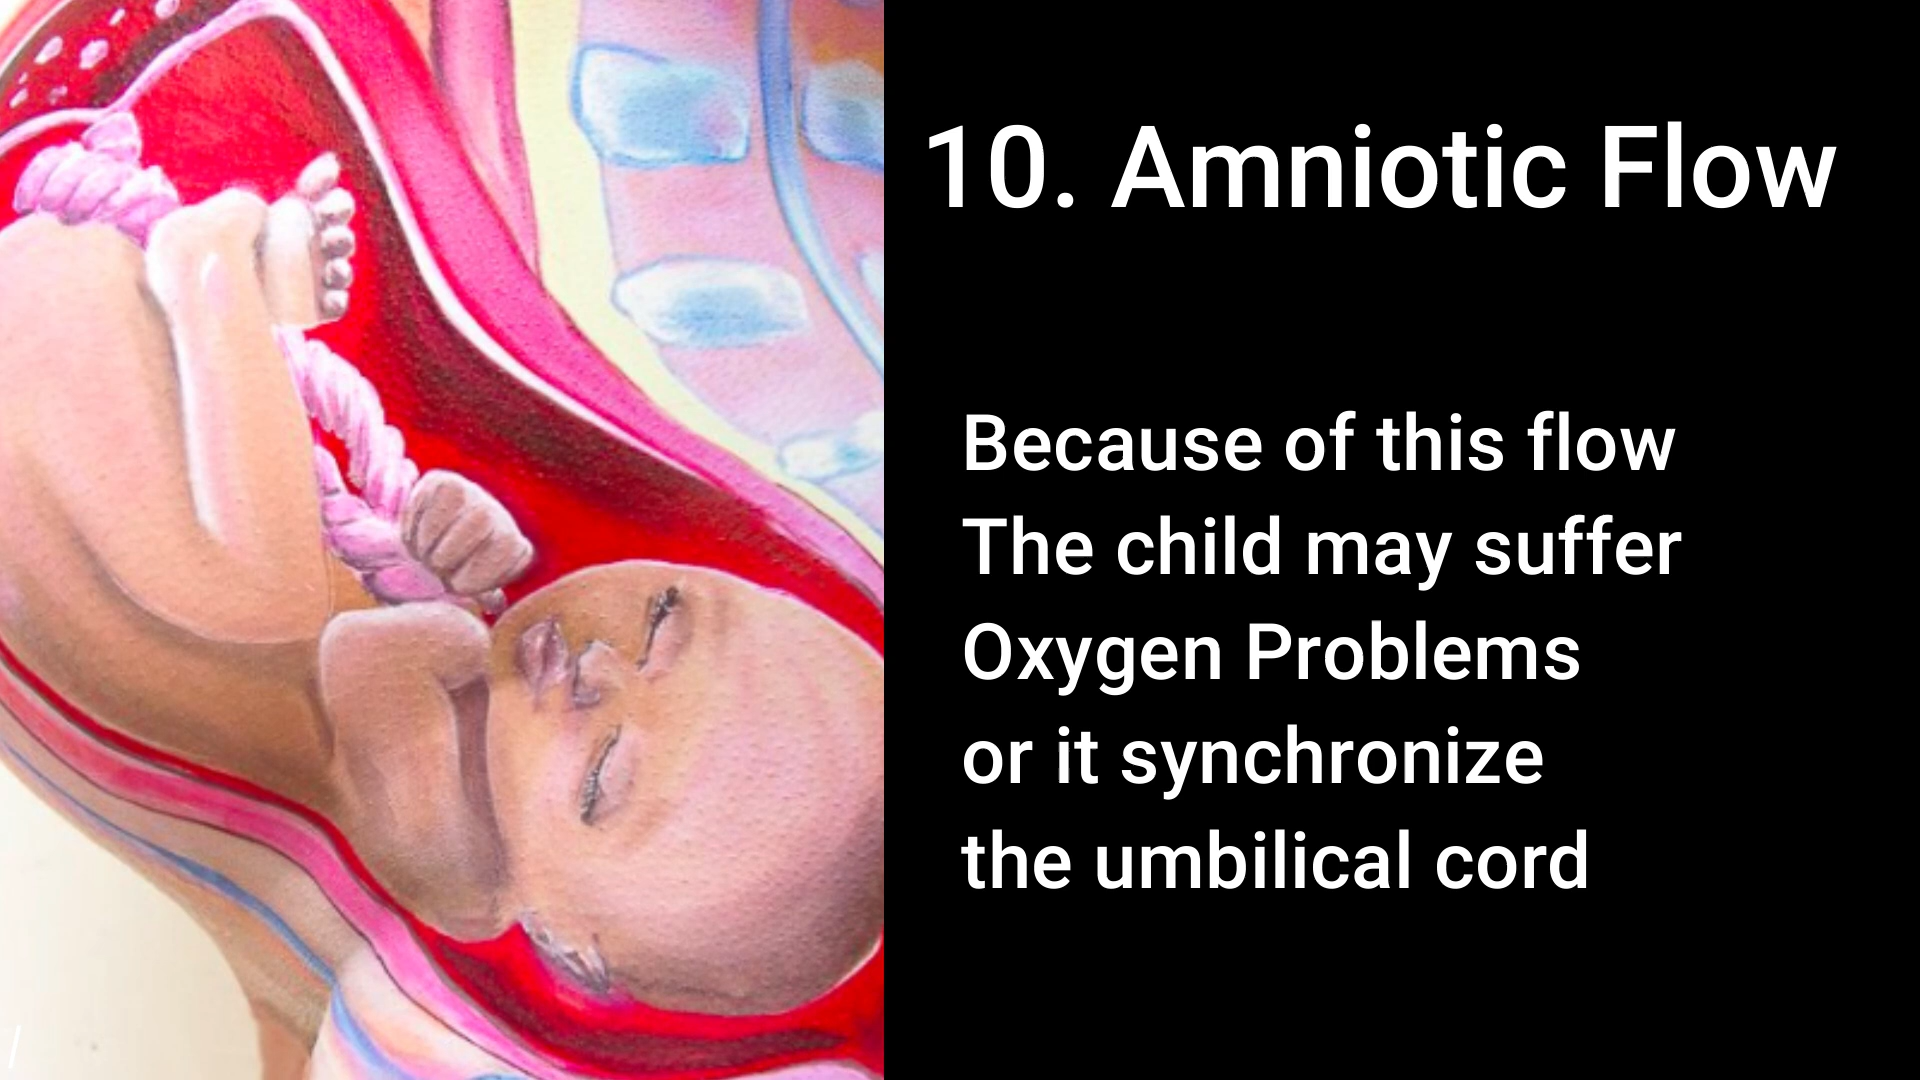 10. Amniotic Flow
Because of this flow
The child may suffer
Oxygen Problems
or it synchronize
the umbilical cord